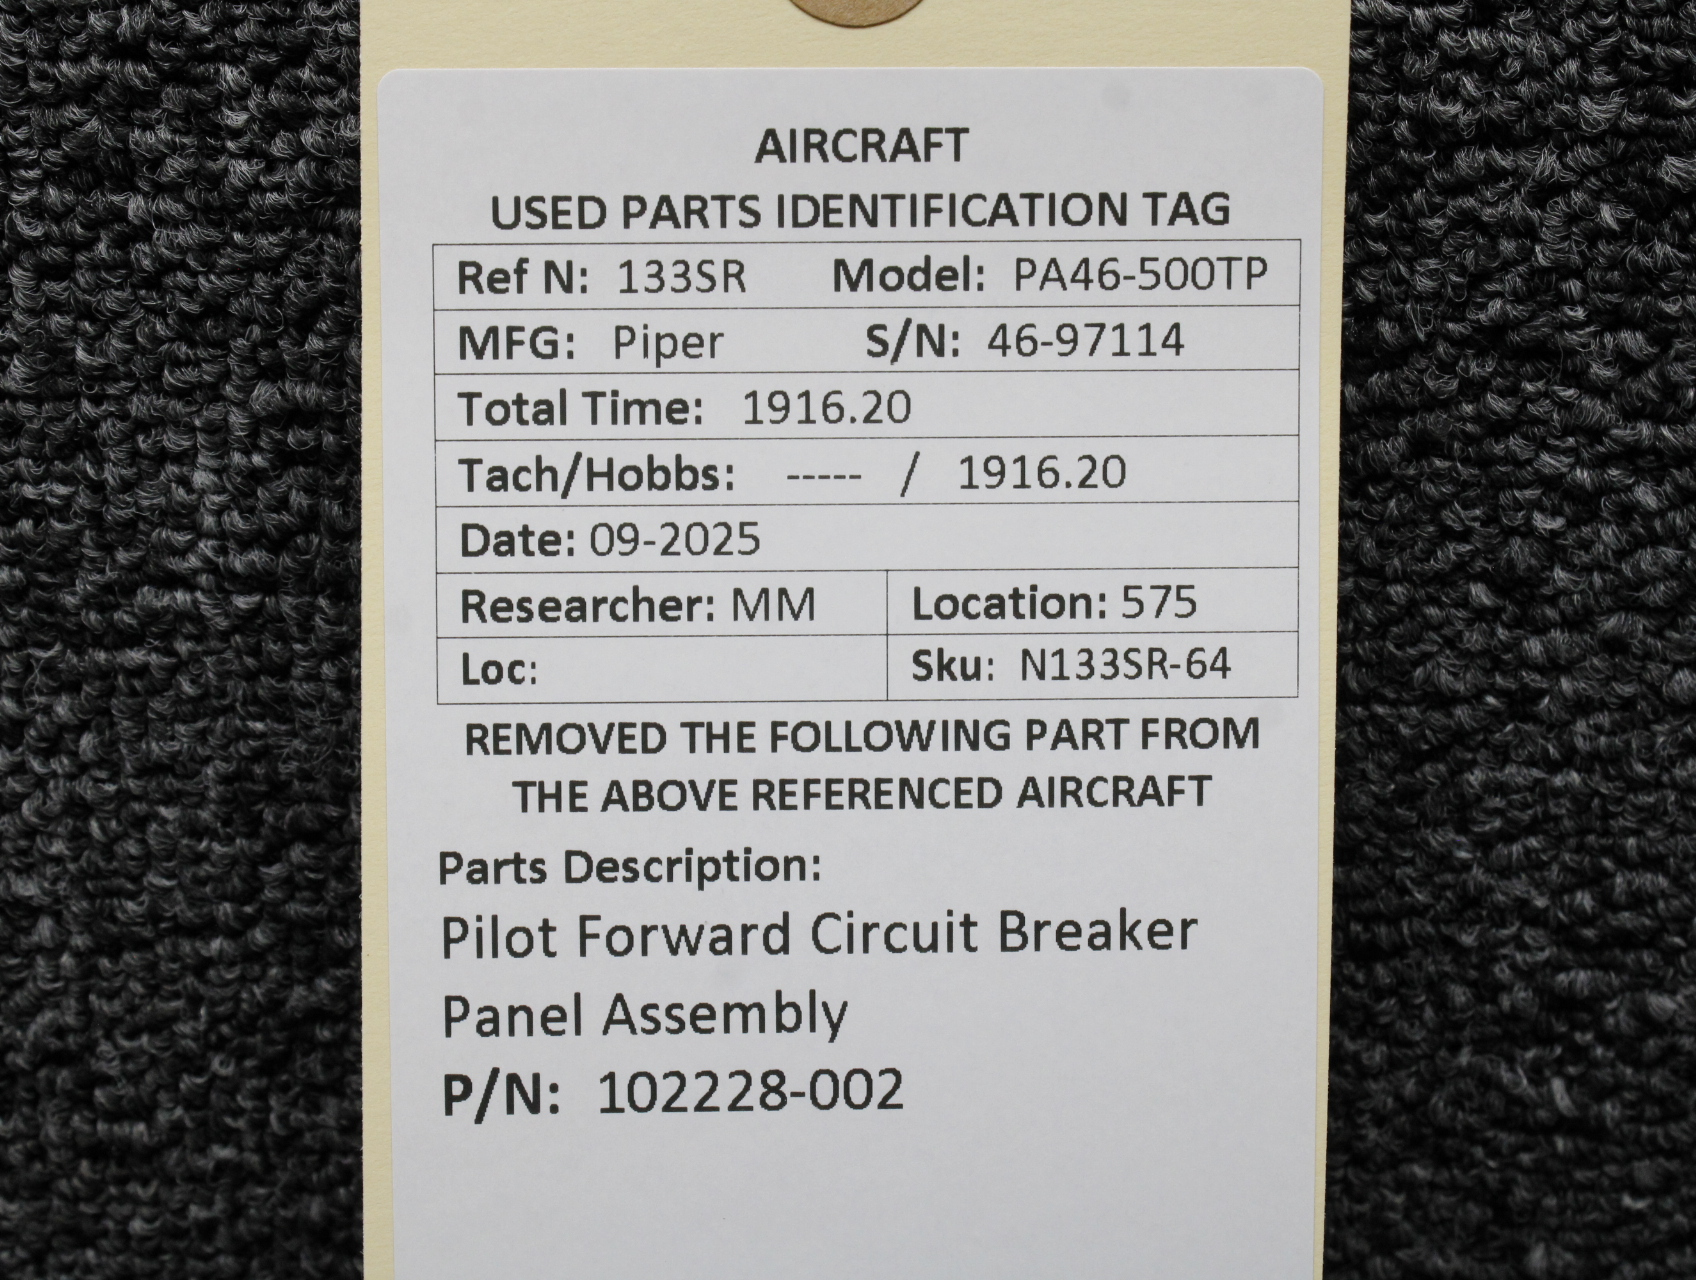 AIRCRAFT
USED PARTS IDENTIFICATION TAG
Ref N: 133SR Model: PA46-500TP
MFG: Piper S/N: 46-97114
Total Time: 1916.20
Tach/Hobbs: ----- / 1916.20
Date: 09-2025
Researcher: MM Location: 575
Loc: Sku: N133SR-64
REMOVED THE FOLLOWING PART FROM
THE ABOVE REFERENCED AIRCRAFT
Parts Description:
Pilot Forward Circuit Breaker
Panel Assembly
P/N: 102228-002